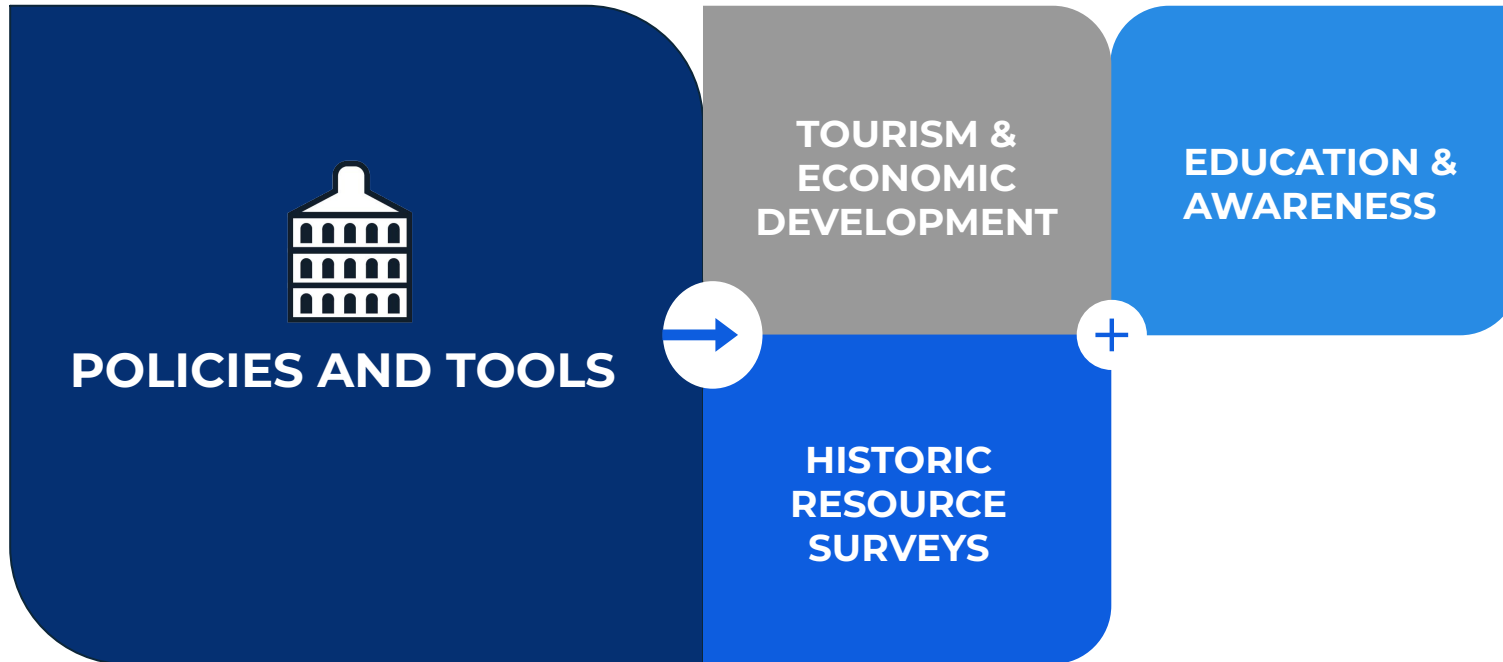 POLICIES AND TOOLS
TOURISM &
ECONOMIC
DEVELOPMENT
HISTORIC
RESOURCE
SURVEYS
EDUCATION &
AWARENESS